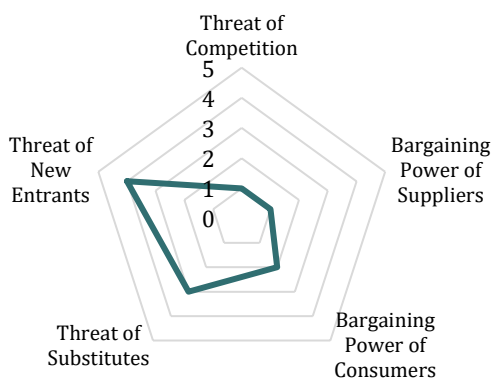 Threat of
Competition
5
4
3
2
1
0
Bargaining
Power of
Suppliers
Bargaining
Power of
Consumers
Threat of
Substitutes
Threat of
New
Entrants